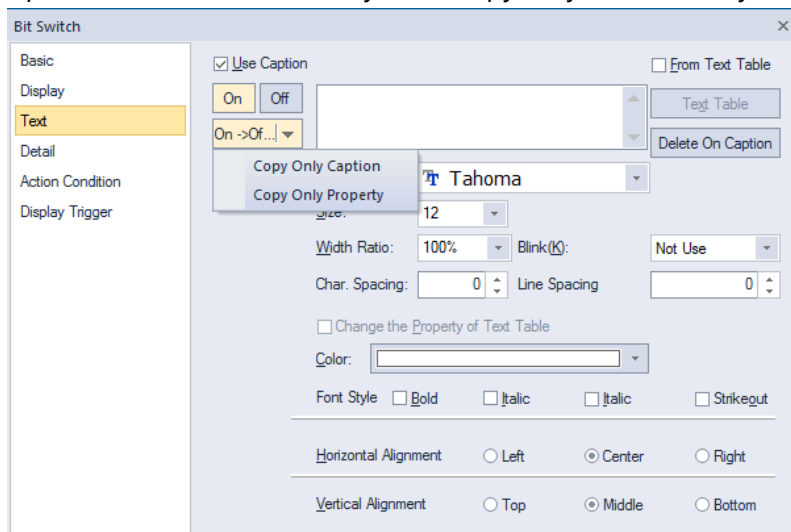 Bit Switch
Basic
Display
Text
Detail
Action Condition
Display Trigger
Use Caption
From Text Table
On Off
Text Table
On ->Of...
Delete On Caption
Copy Only Caption
Copy Only Property
Tahoma
Size: 12
Width Ratio: 100% Blink(K): Not Use
Char. Spacing: 0 Line Spacing 0
Change the Property of Text Table
Color:
Font Style Bold Italic Italic Strikeout
Horizontal Alignment Left Center Right
Vertical Alignment Top Middle Bottom